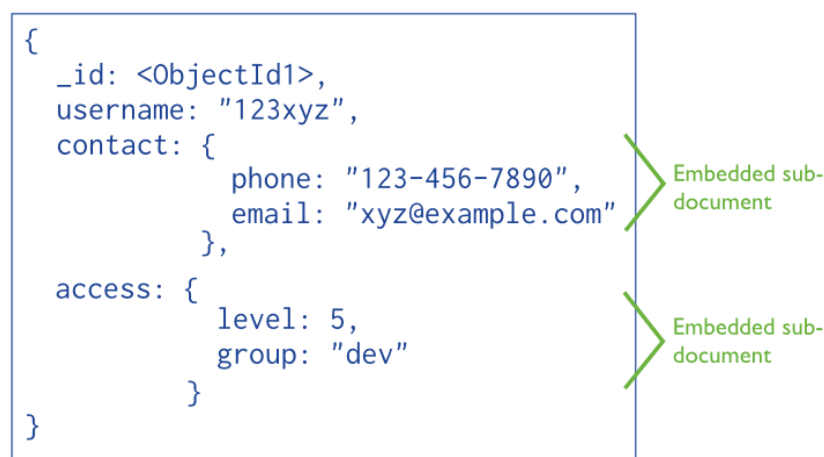 {
_id: <ObjectId1>,
username: "123xyz",
contact: {
phone: "123-456-7890",
email: "xyz@example.com"
},
access: {
level: 5,
group: "dev"
}
}
Embedded sub-
document
Embedded sub-
document